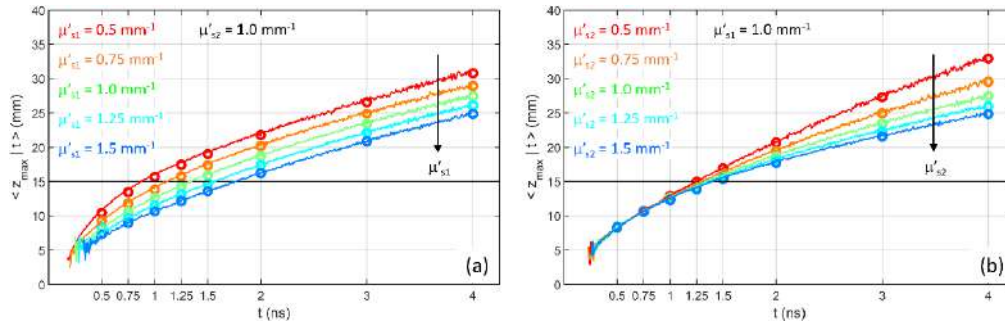 40
35
30
25
20
15
10
5
0
< z_max | t > (mm)
μ's1 = 0.5 mm⁻¹
μ's2 = 1.0 mm⁻¹
μ's1 = 0.75 mm⁻¹
μ's1 = 1.0 mm⁻¹
μ's1 = 1.25 mm⁻¹
μ's1 = 1.5 mm⁻¹
μ's1
(a)
0.5 0.75 1 1.25 1.5 2 3 4
t (ns)
40
35
30
25
20
15
10
5
0
< z_max | t > (mm)
μ's2 = 0.5 mm⁻¹
μ's1 = 1.0 mm⁻¹
μ's2 = 0.75 mm⁻¹
μ's2 = 1.0 mm⁻¹
μ's2 = 1.25 mm⁻¹
μ's2 = 1.5 mm⁻¹
μ's2
(b)
0.5 0.75 1 1.25 1.5 2 3 4
t (ns)